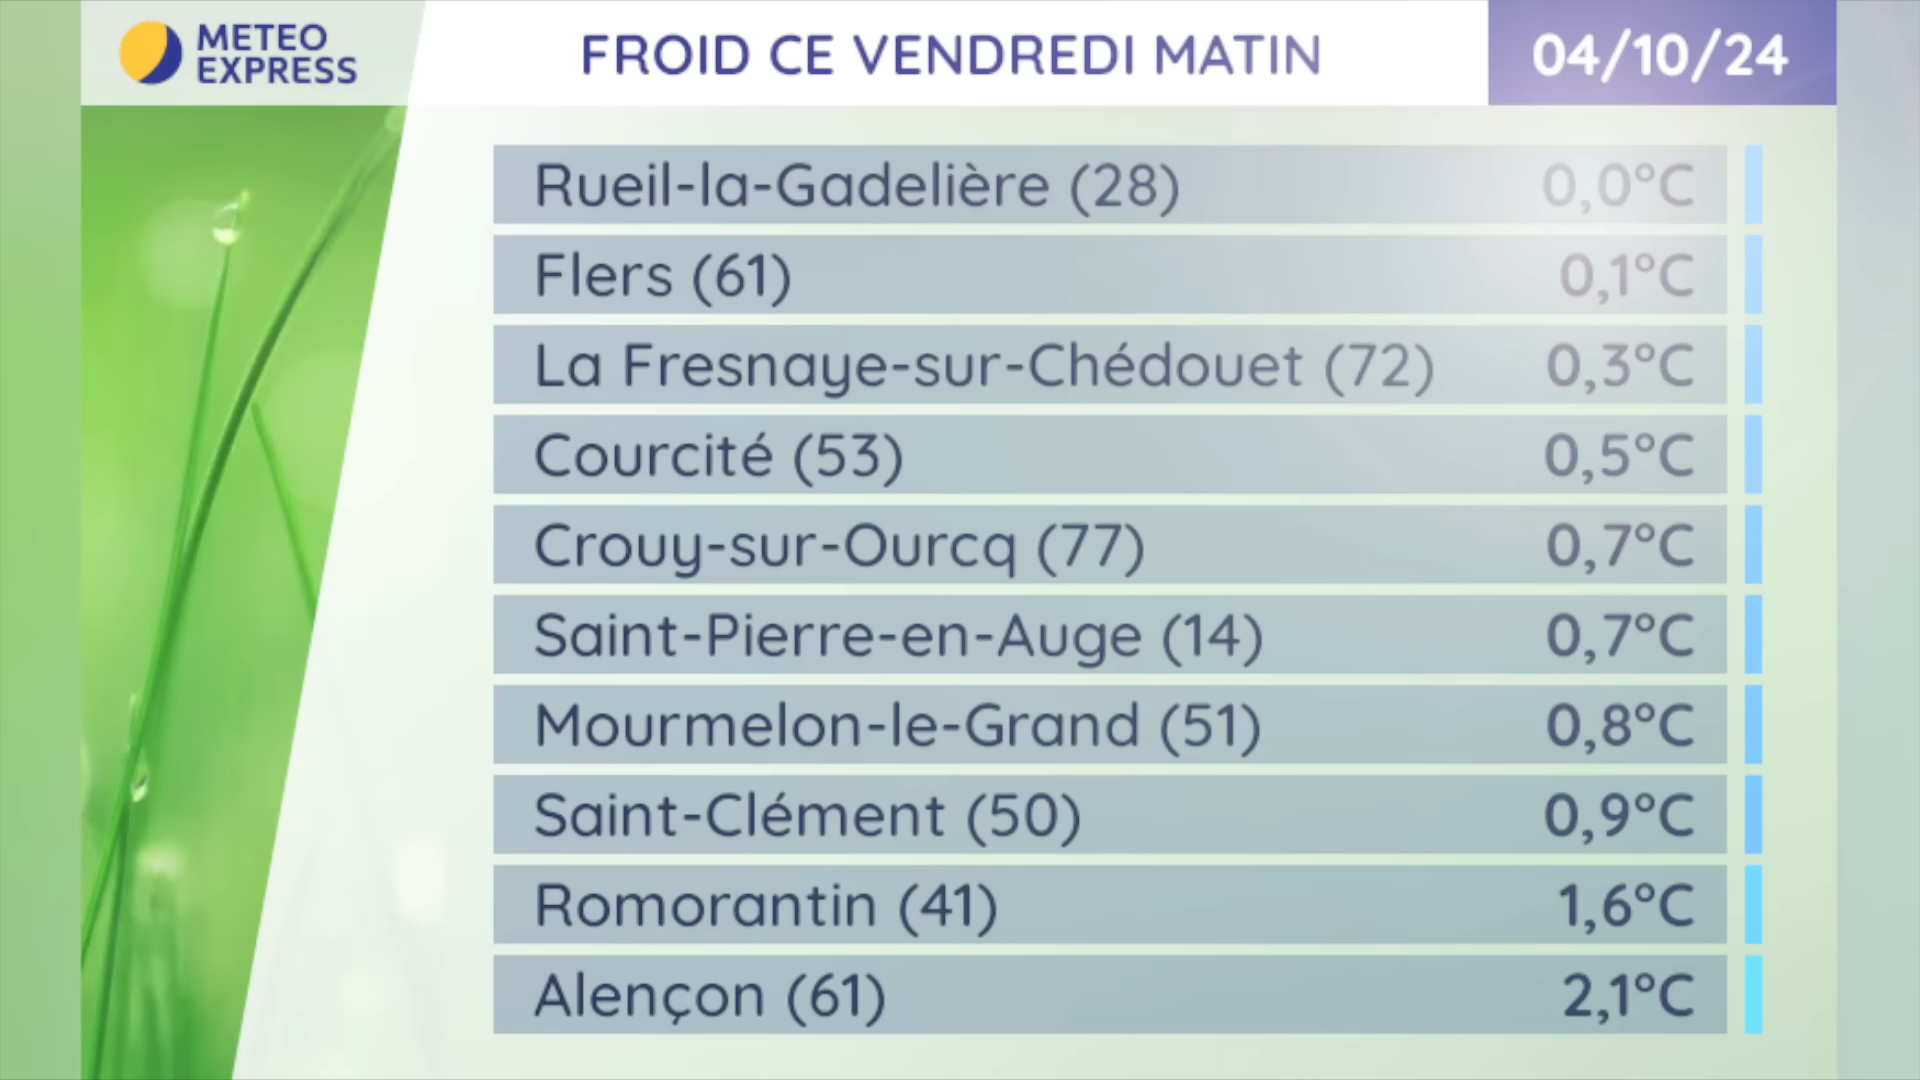 METEO
EXPRESS
FROID CE VENDREDI MATIN
04/10/24
Rueil-la-Gadelière (28) 0,0°C
Flers (61) 0,1°C
La Fresnaye-sur-Chédouet (72) 0,3°C
Courcité (53) 0,5°C
Crouy-sur-Ourcq (77) 0,7°C
Saint-Pierre-en-Auge (14) 0,7°C
Mourmelon-le-Grand (51) 0,8°C
Saint-Clément (50) 0,9°C
Romorantin (41) 1,6°C
Alençon (61) 2,1°C